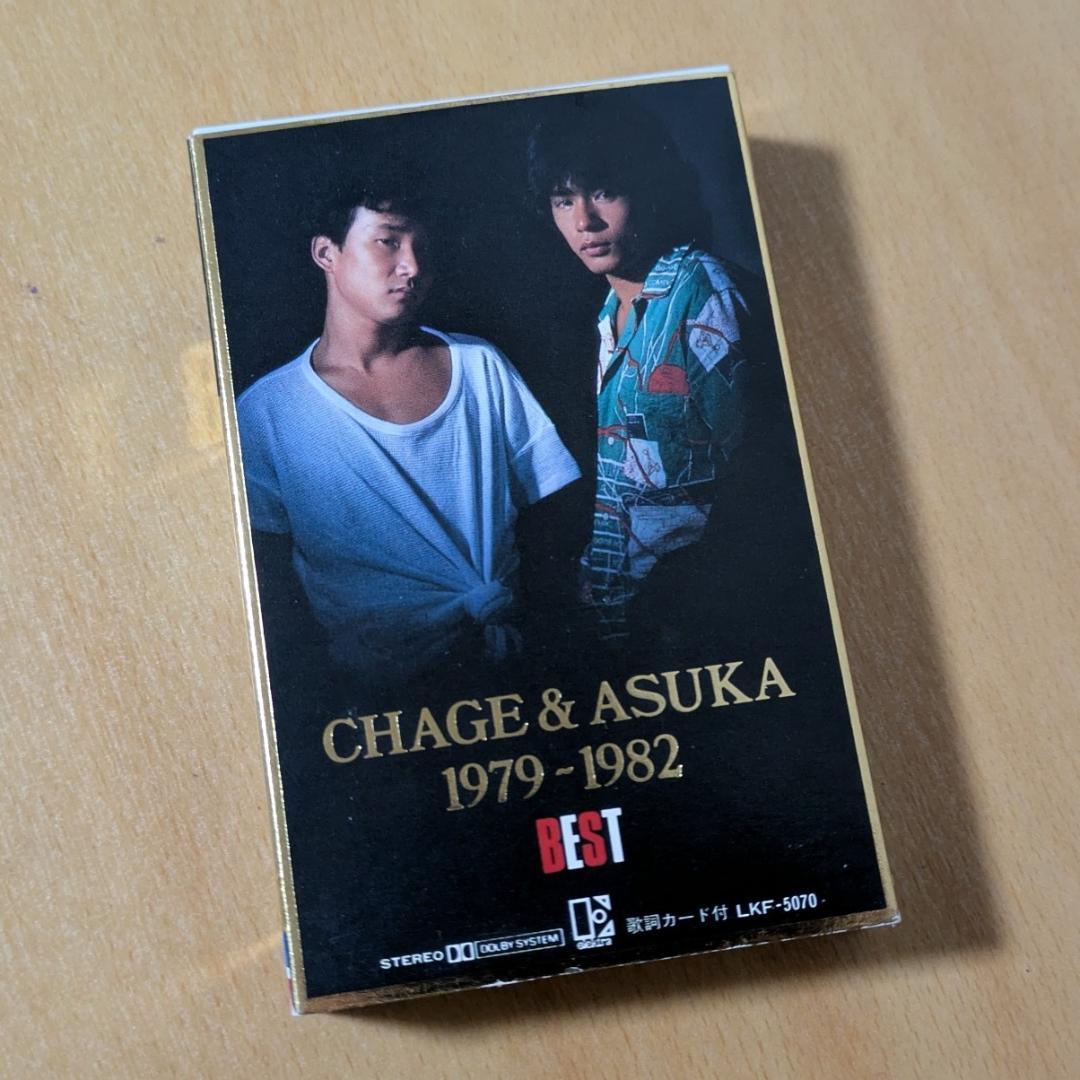 CHAGE & ASUKA
1979-1982
BEST
STEREO DOLBY SYSTEM elektra 歌詞カード付 LKF-5070